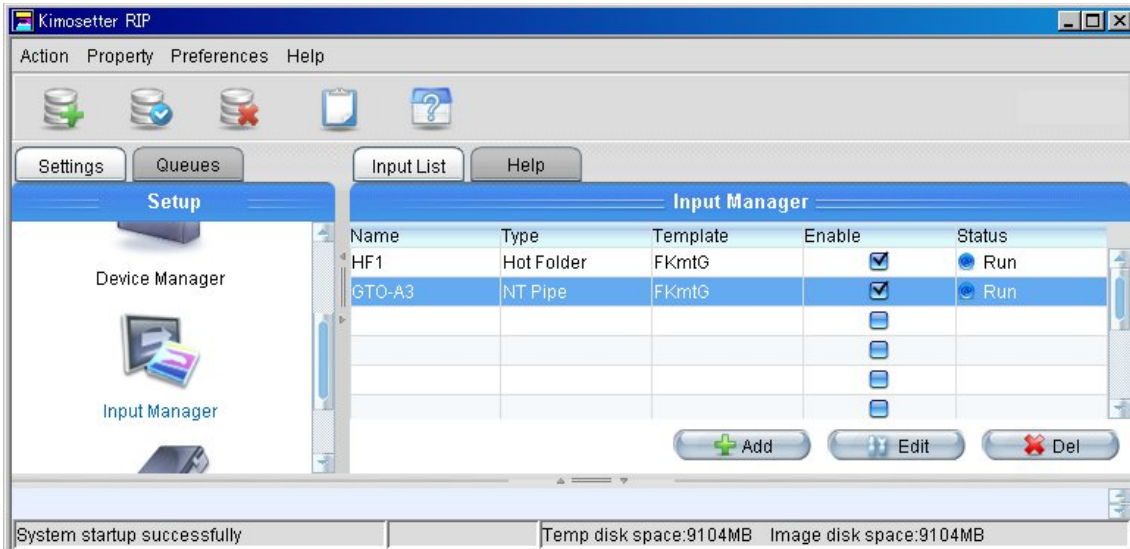 Kimosetter RIP
Action Property Preferences Help
Settings Queues Input List Help
Setup
Input Manager
Name Type Template Enable Status
HF1 Hot Folder FKmtG Run
GTO-A3 NT Pipe FKmtG Run
Device Manager
Input Manager
Add Edit Del
System startup successfully Temp disk space:9104MB Image disk space:9104MB